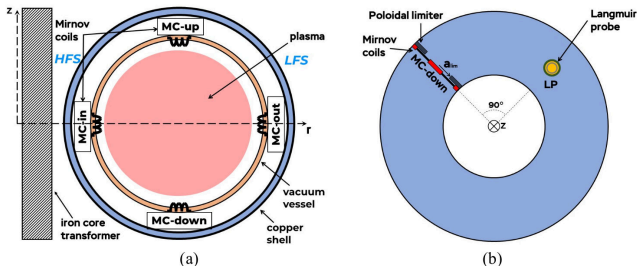 z
Mirnov
coils
MC-up
plasma
HFS
LFS
MC-in
MC-out
r
vacuum
vessel
MC-down
iron core
transformer
copper
shell
(a)
Poloidal limiter
Mirnov
coils
MC-down
alim
Langmuir
probe
LP
90°
z
(b)